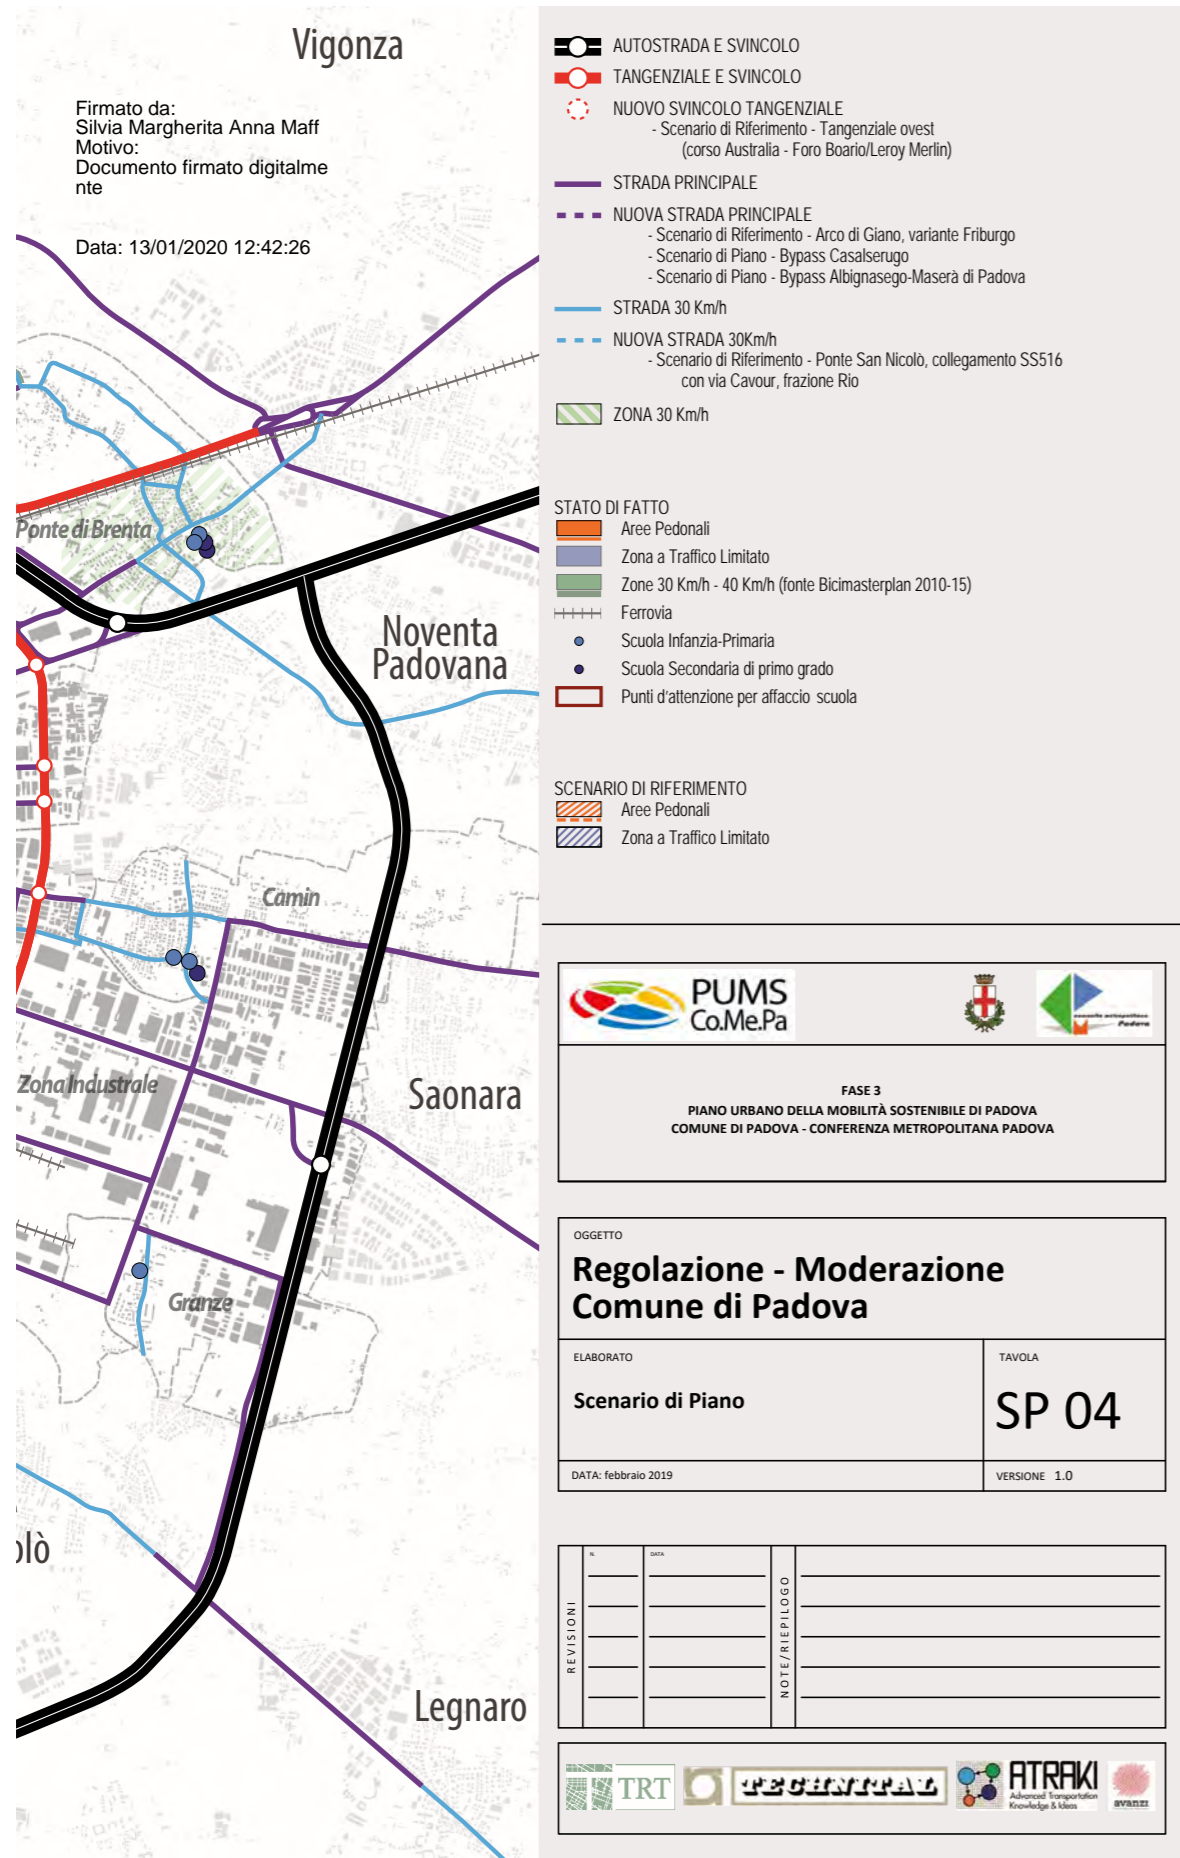 Vigonza
Firmato da:
Silvia Margherita Anna Maff
Motivo:
Documento firmato digitalme
nte
Data: 13/01/2020 12:42:26
Ponte di Brenta
Noventa
Padovana
Camin
Zona Industrale
Saonara
Granze
olò
Legnaro
AUTOSTRADA E SVINCOLO
TANGENZIALE E SVINCOLO
NUOVO SVINCOLO TANGENZIALE
- Scenario di Riferimento - Tangenziale ovest
(corso Australia - Foro Boario/Leroy Merlin)
STRADA PRINCIPALE
NUOVA STRADA PRINCIPALE
- Scenario di Riferimento - Arco di Giano, variante Friburgo
- Scenario di Piano - Bypass Casalserugo
- Scenario di Piano - Bypass Albignasego-Maserà di Padova
STRADA 30 Km/h
NUOVA STRADA 30Km/h
- Scenario di Riferimento - Ponte San Nicolò, collegamento SS516
con via Cavour, frazione Rio
ZONA 30 Km/h
STATO DI FATTO
Aree Pedonali
Zona a Traffico Limitato
Zone 30 Km/h - 40 Km/h (fonte Bicimasterplan 2010-15)
Ferrovia
Scuola Infanzia-Primaria
Scuola Secondaria di primo grado
Punti d'attenzione per affaccio scuola
SCENARIO DI RIFERIMENTO
Aree Pedonali
Zona a Traffico Limitato
PUMS
Co.Me.Pa
Padova
FASE 3
PIANO URBANO DELLA MOBILITÀ SOSTENIBILE DI PADOVA
COMUNE DI PADOVA - CONFERENZA METROPOLITANA PADOVA
OGGETTO
Regolazione - Moderazione
Comune di Padova
ELABORATO
Scenario di Piano
TAVOLA
SP 04
DATA: febbraio 2019
VERSIONE 1.0
REVISIONI
N.
DATA
NOTE/RIEPILOGO
TRT
TECHNITAL
ATRAKI
Advanced Transportation
Knowledge & Ideas
avanzi